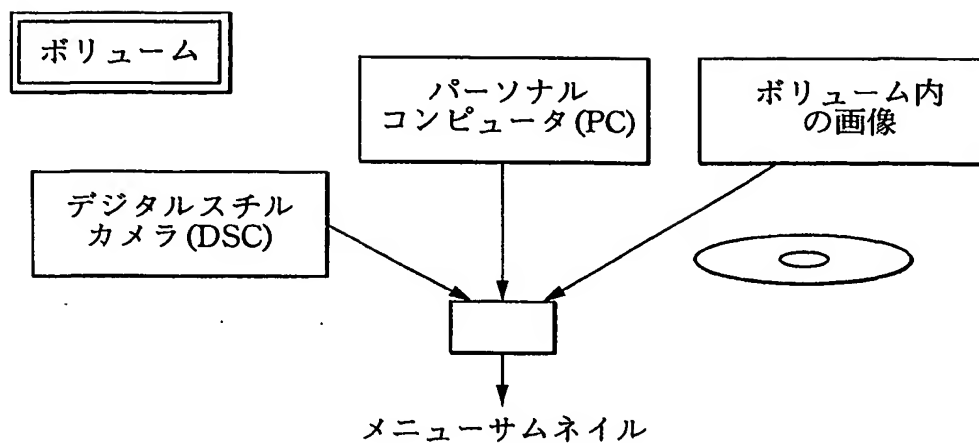 ボリューム
パーソナル
コンピュータ(PC)
ボリューム内
の画像
デジタルスチル
カメラ(DSC)
メニューサムネイル